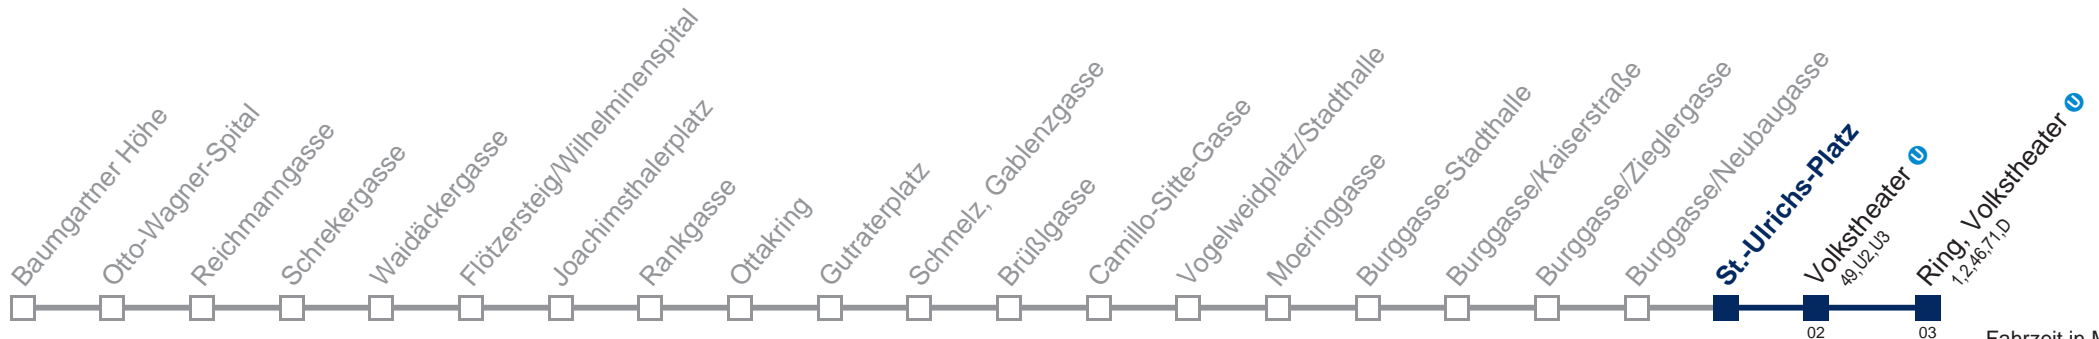 Baumgartner Höhe
Otto-Wagner-Spital
Reichmanngasse
Schrekergasse
Waidäckergasse
Flötzersteig/Wilhelminenspital
Joachimsthalerplatz
Rankgasse
Ottakring
Gutraterplatz
Schmelz, Gablenzgasse
Brüßlgasse
Camillo-Sitte-Gasse
Vogelweidplatz/Stadthalle
Moeringgasse
Burggasse-Stadthalle
Burggasse/Kaiserstraße
Burggasse/Zieglergasse
Burggasse/Neubaugasse
St.-Ulrichs-Platz
Volkstheater U
49,U2,U3
Ring, Volkstheater U
1,2,46,71,D
02
03
Fahrzeit in M